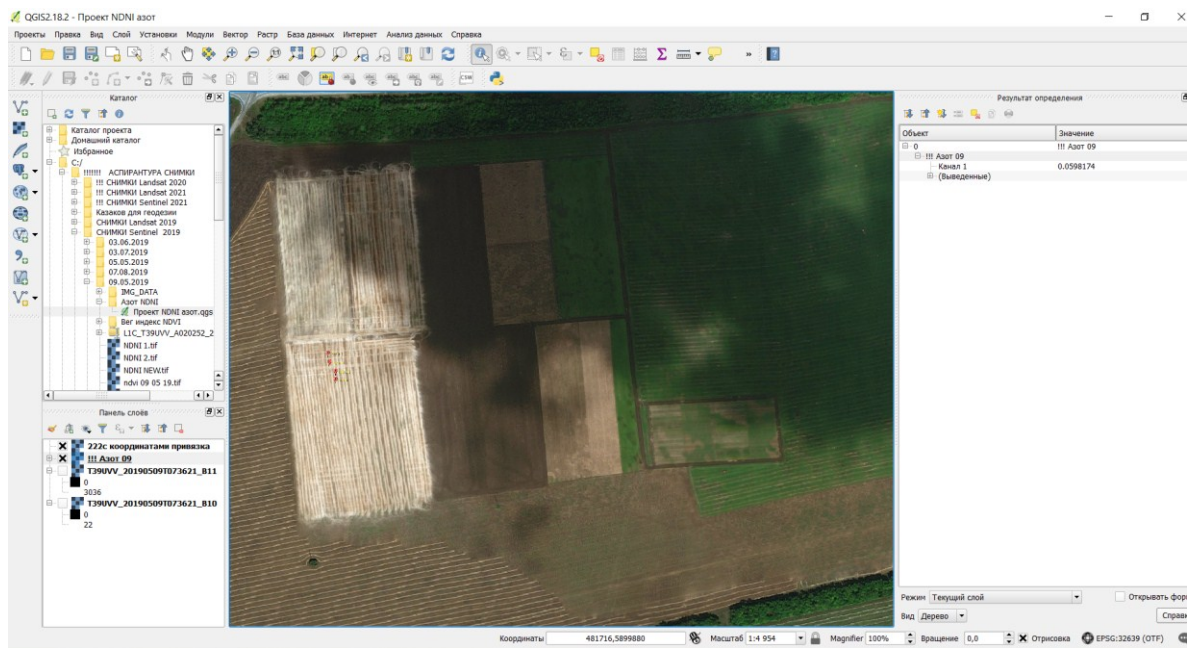 QGIS2.18.2 - Проект NDNI азот
Проекты Правка Вид Слой Установки Модули Вектор Растр База данных Интернет Анализ данных Справка
Каталог
Каталог проекта
Домашний каталог
Избранное
C:/
!!!!!!! АСПИРАНТУРА СНИМКИ
!!! СНИМКИ Landsat 2020
!!! СНИМКИ Landsat 2021
!!! СНИМКИ Sentinel 2021
Казаков для геодезии
СНИМКИ Landsat 2019
СНИМКИ Sentinel 2019
03.06.2019
03.07.2019
05.05.2019
07.08.2019
09.05.2019
IMG_DATA
Азот NDNI
Проект NDNI азот.qgs
Вег индекс NDVI
L1C_T39UVV_A020252_2
NDNI 1.tif
NDNI 2.tif
NDNI NEW.tif
ndvi 09 05 19.tif
Панель слоёв
222с координатами привязка
!!! Азот 09
T39UVV_20190509T073621_B11
0
3036
T39UVV_20190509T073621_B10
0
22
Результат определения
Объект Значение
0 !!! Азот 09
!!! Азот 09
Канал 1 0.0598174
(Выведенные)
Режим Текущий слой Открывать фор
Вид Дерево Справк
Координаты 481716,5899880 Масштаб 1:4 954 Magnifier 100% Вращение 0,0 Отрисовка EPSG:32639 (OTF)